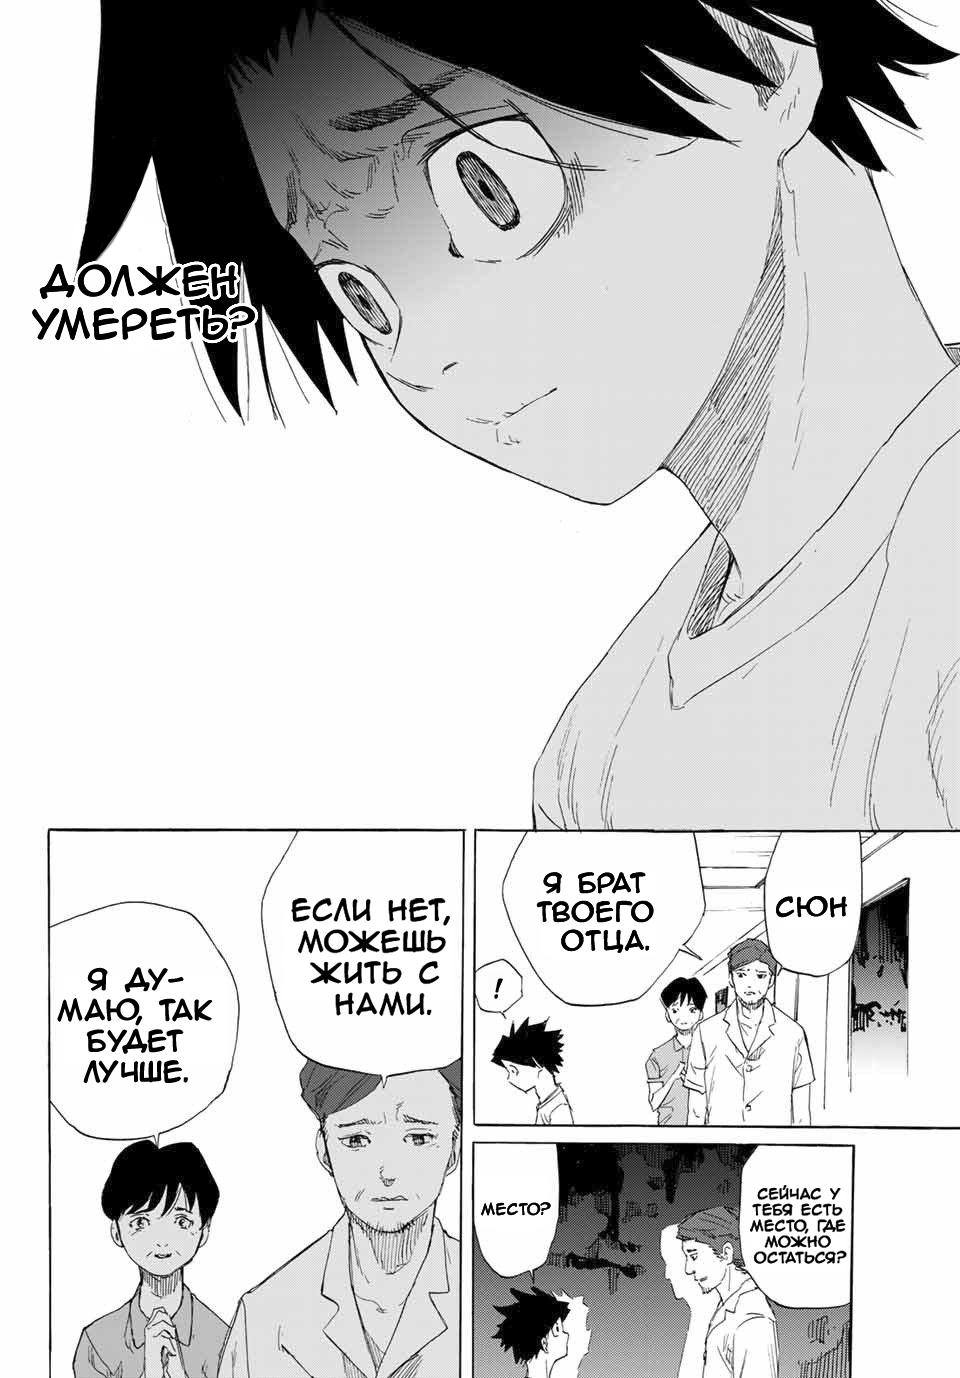 ДОЛЖЕН
УМЕРЕТЬ?
СЮН
Я БРАТ
ТВОЕГО
ОТЦА.
!
СЕЙЧАС У
ТЕБЯ ЕСТЬ
МЕСТО, ГДЕ
МОЖНО
ОСТАТЬСЯ?
МЕСТО?
ЕСЛИ НЕТ,
МОЖЕШЬ
ЖИТЬ С
НАМИ.
Я ДУ-
МАЮ, ТАК
БУДЕТ
ЛУЧШЕ.